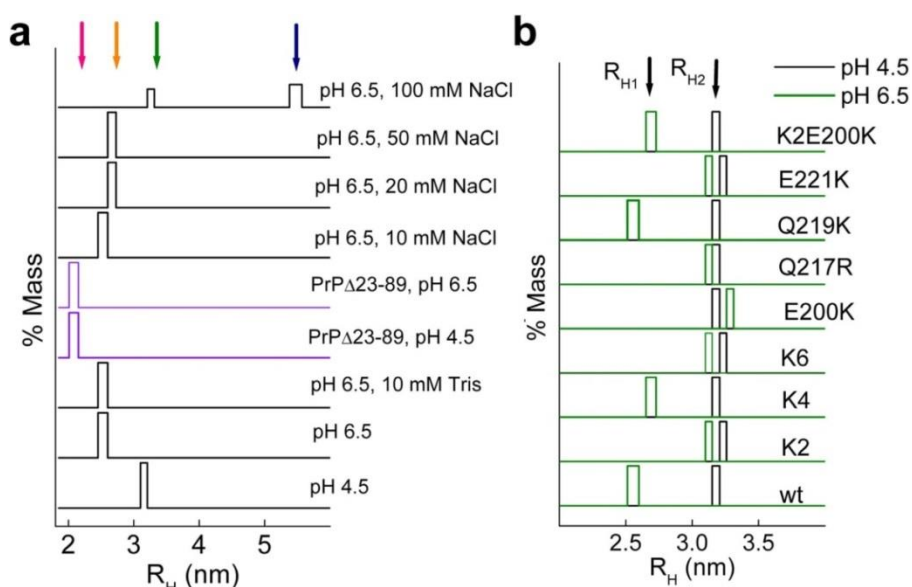 a
pH 6.5, 100 mM NaCl
pH 6.5, 50 mM NaCl
pH 6.5, 20 mM NaCl
pH 6.5, 10 mM NaCl
PrPΔ23-89, pH 6.5
PrPΔ23-89, pH 4.5
pH 6.5, 10 mM Tris
pH 6.5
pH 4.5
% Mass
2 3 4 5
R_H (nm)
b
R_H1 R_H2
pH 4.5
pH 6.5
K2E200K
E221K
Q219K
Q217R
E200K
K6
K4
K2
wt
% Mass
2.5 3.0 3.5
R_H (nm)